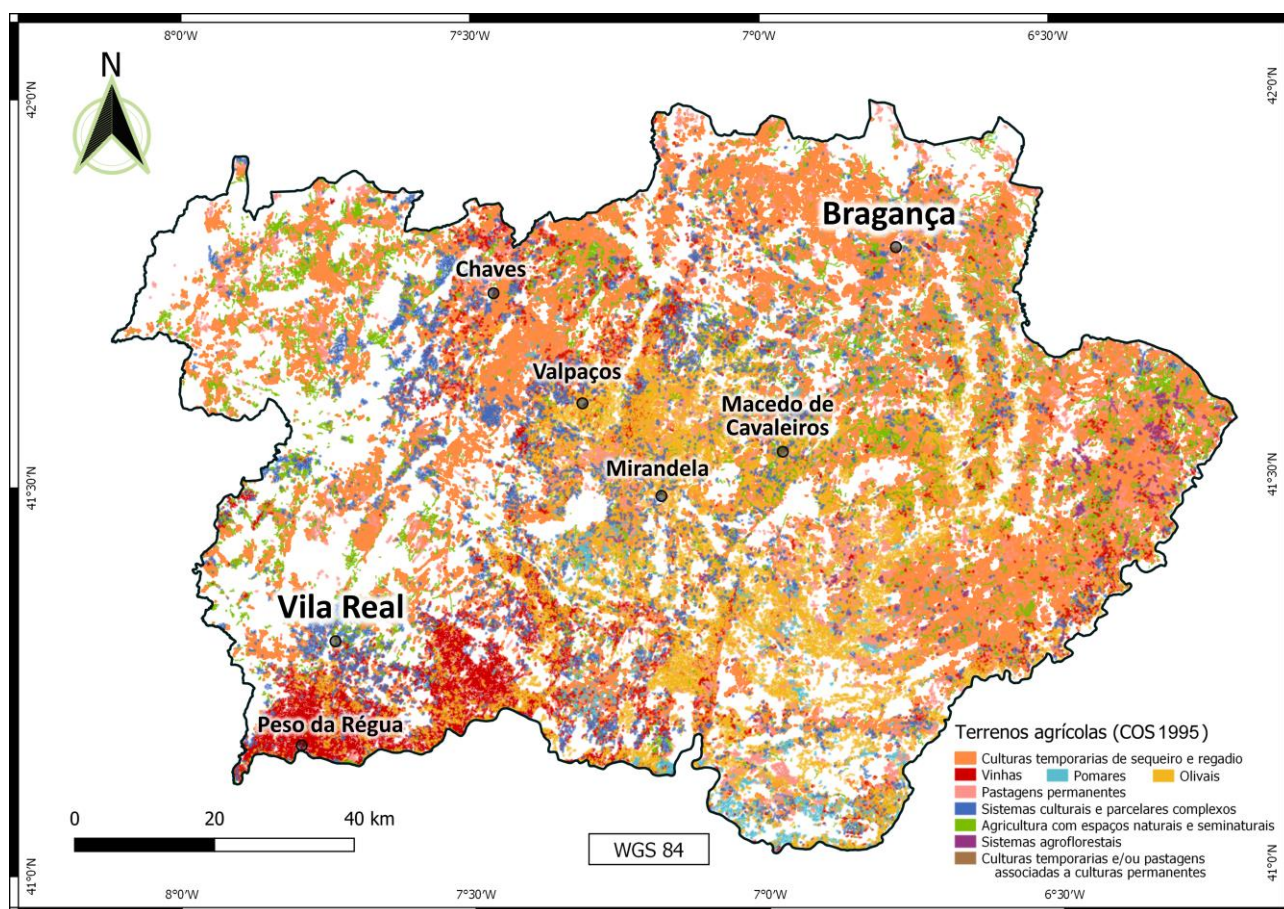 8°0'W 7°30'W 7°0'W 6°30'W
N
42°0'N 42°0'N
Bragança
Chaves
Valpaços
Macedo de
Cavaleiros
Mirandela
41°30'N 41°30'N
Vila Real
Peso da Régua
Terrenos agrícolas (COS 1995)
Culturas temporarias de sequeiro e regadio
Vinhas Pomares Olivais
Pastagens permanentes
Sistemas culturais e parcelares complexos
Agricultura com espaços naturais e seminaturais
Sistemas agroflorestais
Culturas temporarias e/ou pastagens
associadas a culturas permanentes
0 20 40 km
WGS 84
41°0'N 41°0'N
8°0'W 7°30'W 7°0'W 6°30'W